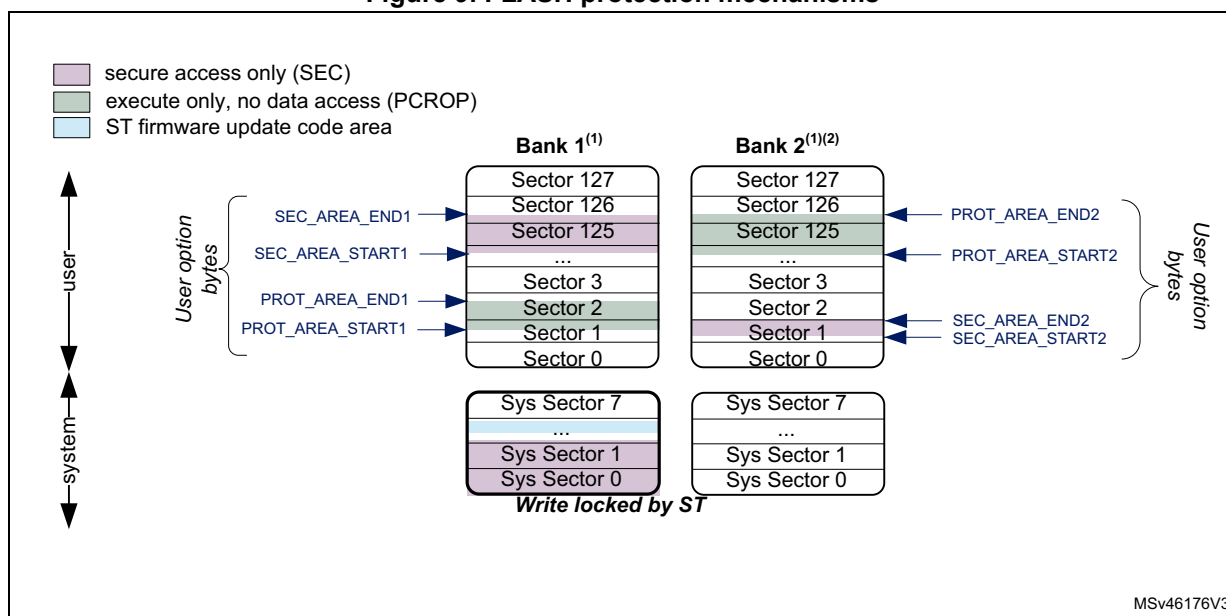 Figure 9. FLASH protection mechanisms
secure access only (SEC)
execute only, no data access (PCROP)
ST firmware update code area
Bank 1(1)
Bank 2(1)(2)
Sector 127
Sector 126
Sector 125
...
Sector 3
Sector 2
Sector 1
Sector 0
Sector 127
Sector 126
Sector 125
...
Sector 3
Sector 2
Sector 1
Sector 0
user
User option
bytes
SEC_AREA_END1
SEC_AREA_START1
PROT_AREA_END1
PROT_AREA_START1
PROT_AREA_END2
PROT_AREA_START2
SEC_AREA_END2
SEC_AREA_START2
User option
bytes
system
Sys Sector 7
...
Sys Sector 1
Sys Sector 0
Sys Sector 7
...
Sys Sector 1
Sys Sector 0
Write locked by ST
MSv46176V3